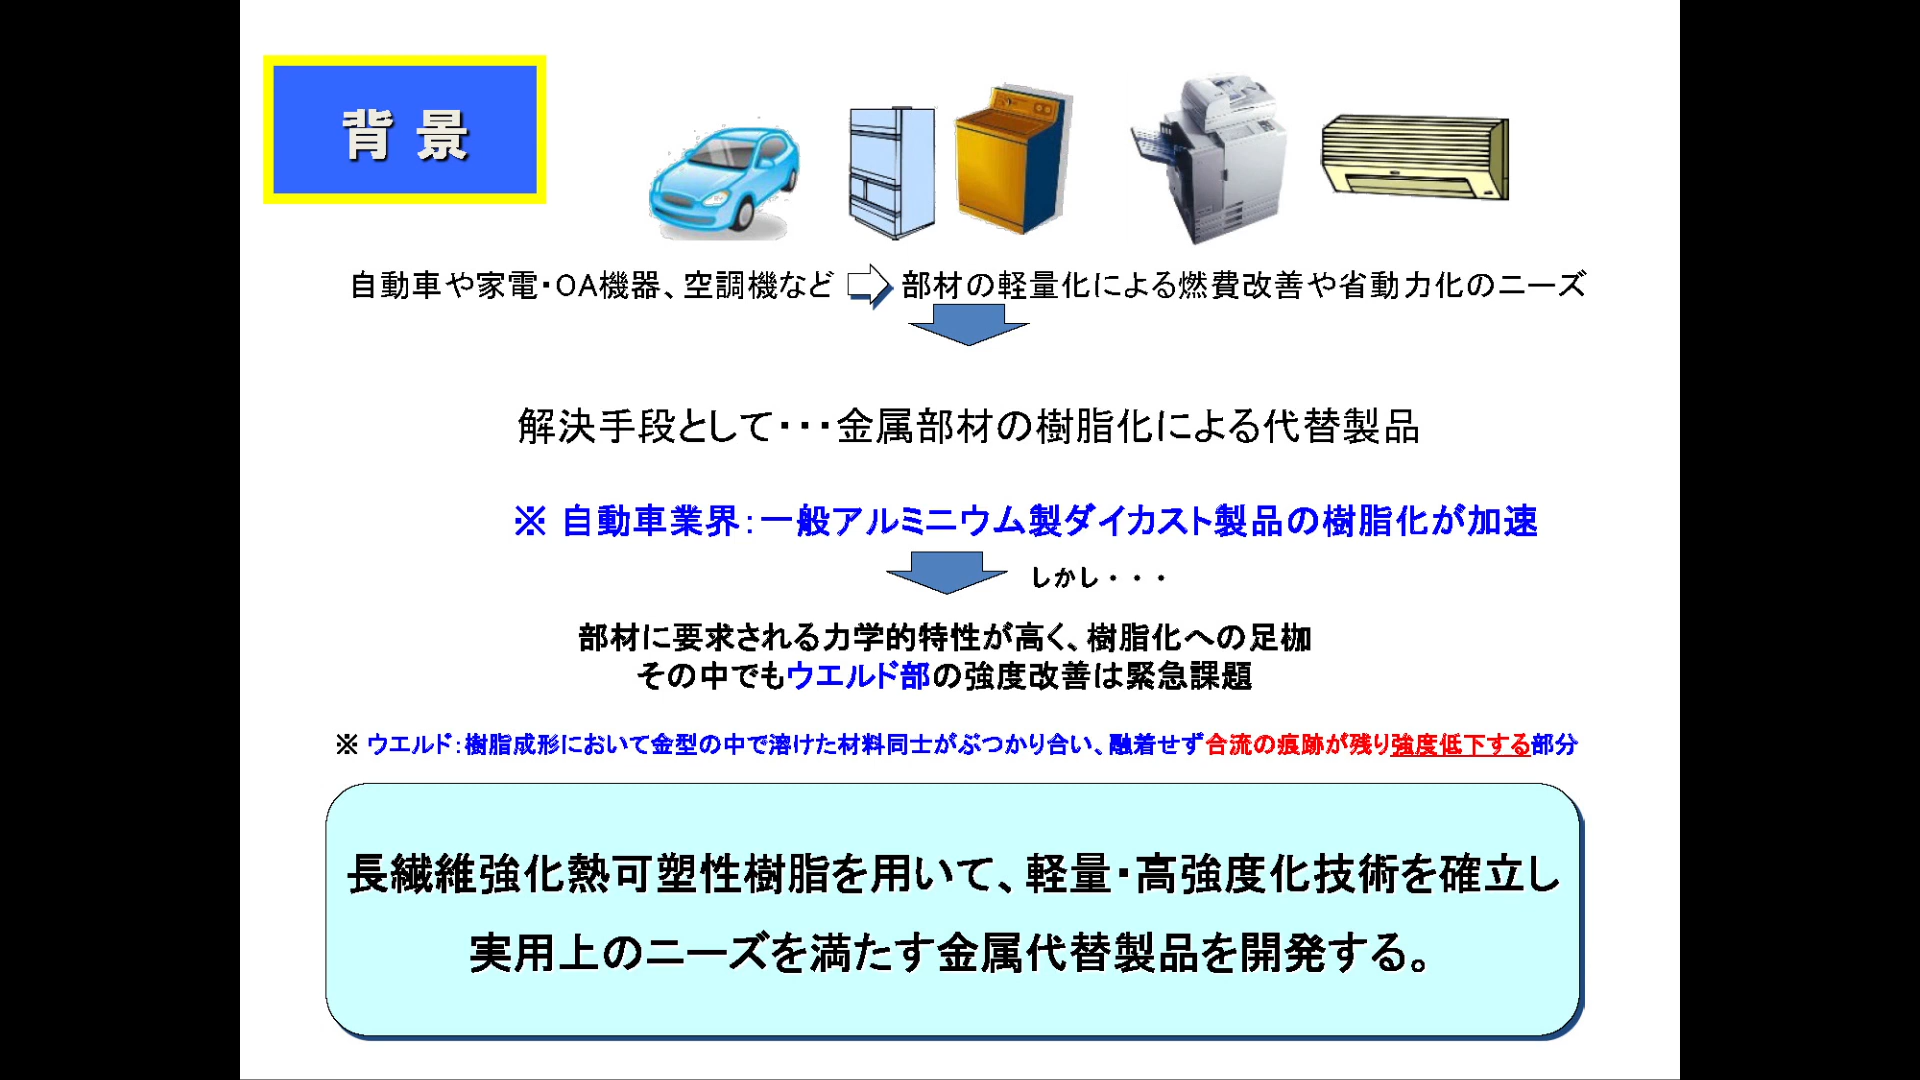 背 景
自動車や家電・OA機器、空調機など 部材の軽量化による燃費改善や省動力化のニーズ
解決手段として・・・金属部材の樹脂化による代替製品
※ 自動車業界：一般アルミニウム製ダイカスト製品の樹脂化が加速
しかし・・・
部材に要求される力学的特性が高く、樹脂化への足枷
その中でもウエルド部の強度改善は緊急課題
※ ウエルド：樹脂成形において金型の中で溶けた材料同士がぶつかり合い、融着せず合流の痕跡が残り強度低下する部分
長繊維強化熱可塑性樹脂を用いて、軽量・高強度化技術を確立し
実用上のニーズを満たす金属代替製品を開発する。